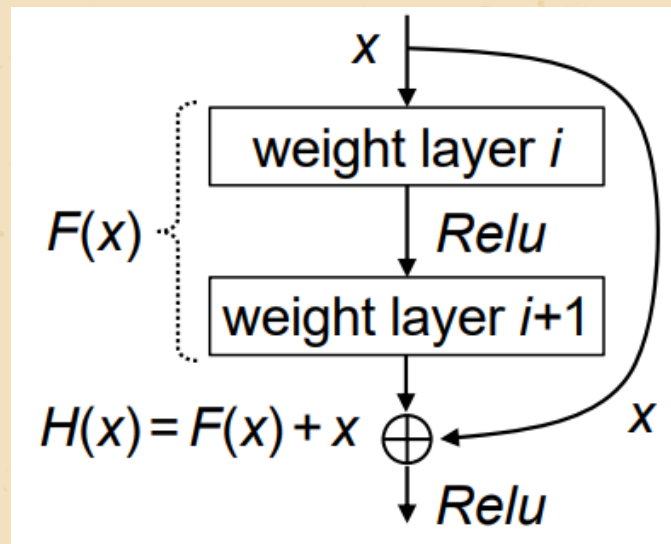 x
weight layer i
F(x)
Relu
weight layer i+1
H(x)=F(x)+x
x
Relu